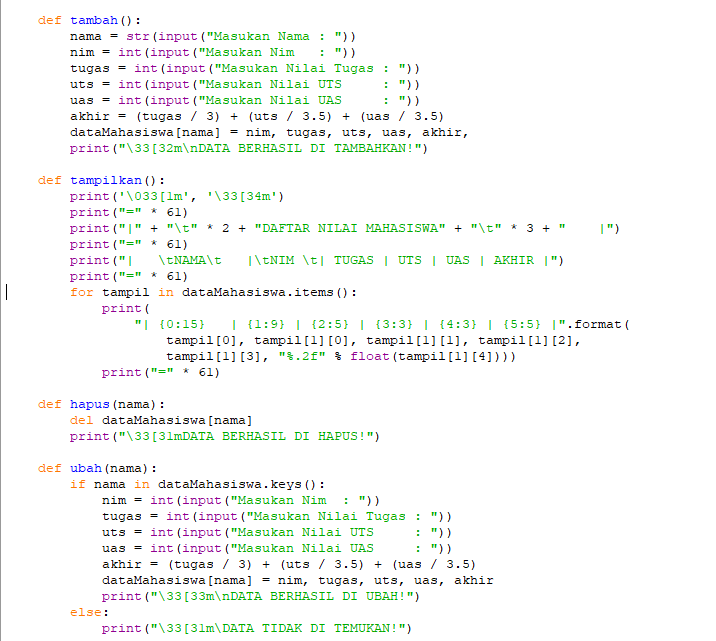 def tambah():
    nama = str(input("Masukan Nama : "))
    nim = int(input("Masukan Nim   : "))
    tugas = int(input("Masukan Nilai Tugas : "))
    uts = int(input("Masukan Nilai UTS     : "))
    uas = int(input("Masukan Nilai UAS     : "))
    akhir = (tugas / 3) + (uts / 3.5) + (uas / 3.5)
    dataMahasiswa[nama] = nim, tugas, uts, uas, akhir,
    print("\33[32m\nDATA BERHASIL DI TAMBAHKAN!")

def tampilkan():
    print('\033[1m', '\33[34m')
    print("=" * 61)
    print("|" + "\t" * 2 + "DAFTAR NILAI MAHASISWA" + "\t" * 3 + "    |")
    print("=" * 61)
    print("|   \tNAMA\t   |\tNIM \t| TUGAS | UTS | UAS | AKHIR |")
    print("=" * 61)
    for tampil in dataMahasiswa.items():
        print(
            "| {0:15}   | {1:9} | {2:5} | {3:3} | {4:3} | {5:5} |".format(
                tampil[0], tampil[1][0], tampil[1][1], tampil[1][2],
                tampil[1][3], "%.2f" % float(tampil[1][4])))
        print("=" * 61)

def hapus(nama):
    del dataMahasiswa[nama]
    print("\33[31mDATA BERHASIL DI HAPUS!")

def ubah(nama):
    if nama in dataMahasiswa.keys():
        nim = int(input("Masukan Nim  : "))
        tugas = int(input("Masukan Nilai Tugas : "))
        uts = int(input("Masukan Nilai UTS     : "))
        uas = int(input("Masukan Nilai UAS     : "))
        akhir = (tugas / 3) + (uts / 3.5) + (uas / 3.5)
        dataMahasiswa[nama] = nim, tugas, uts, uas, akhir
        print("\33[33m\nDATA BERHASIL DI UBAH!")
    else:
        print("\33[31m\DATA TIDAK DI TEMUKAN!")